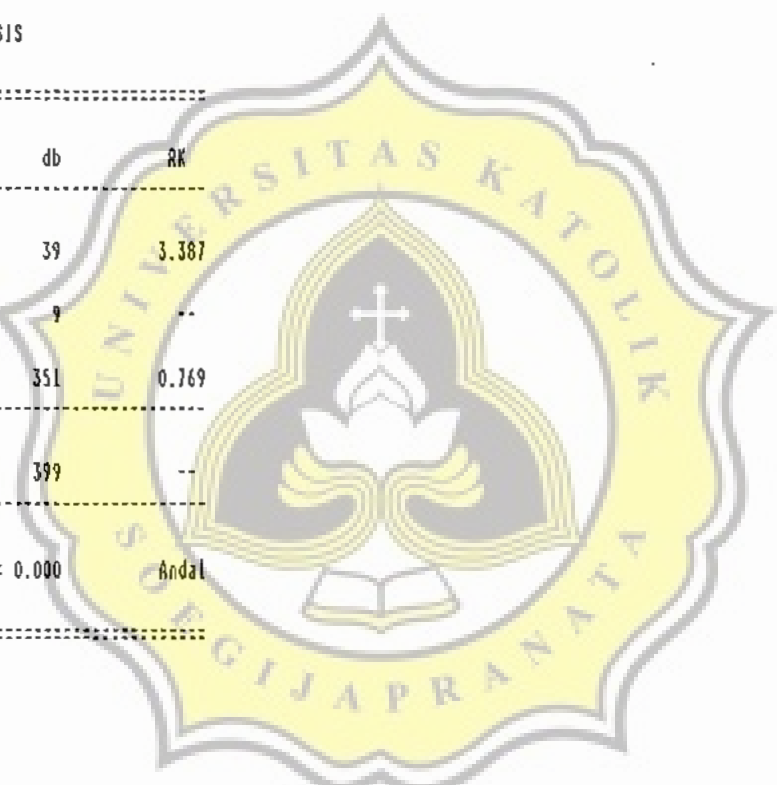 SIS
db RK
39 3.387
9 --
351 0.769
399 --
: 0.000 Andal
UNIVERSITAS KATOLIK
SOEGIJAPRANATA